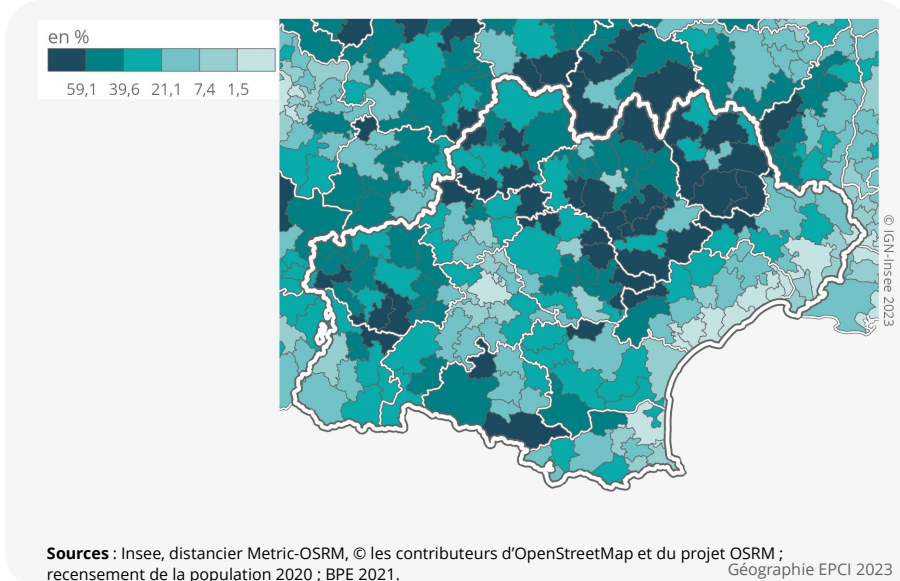 en %
59,1 39,6 21,1 7,4 1,5
© IGN-Insee 2023
Sources : Insee, distancier Metric-OSRM, © les contributeurs d’OpenStreetMap et du projet OSRM ;
recensement de la population 2020 ; BPE 2021.
Géographie EPCI 2023